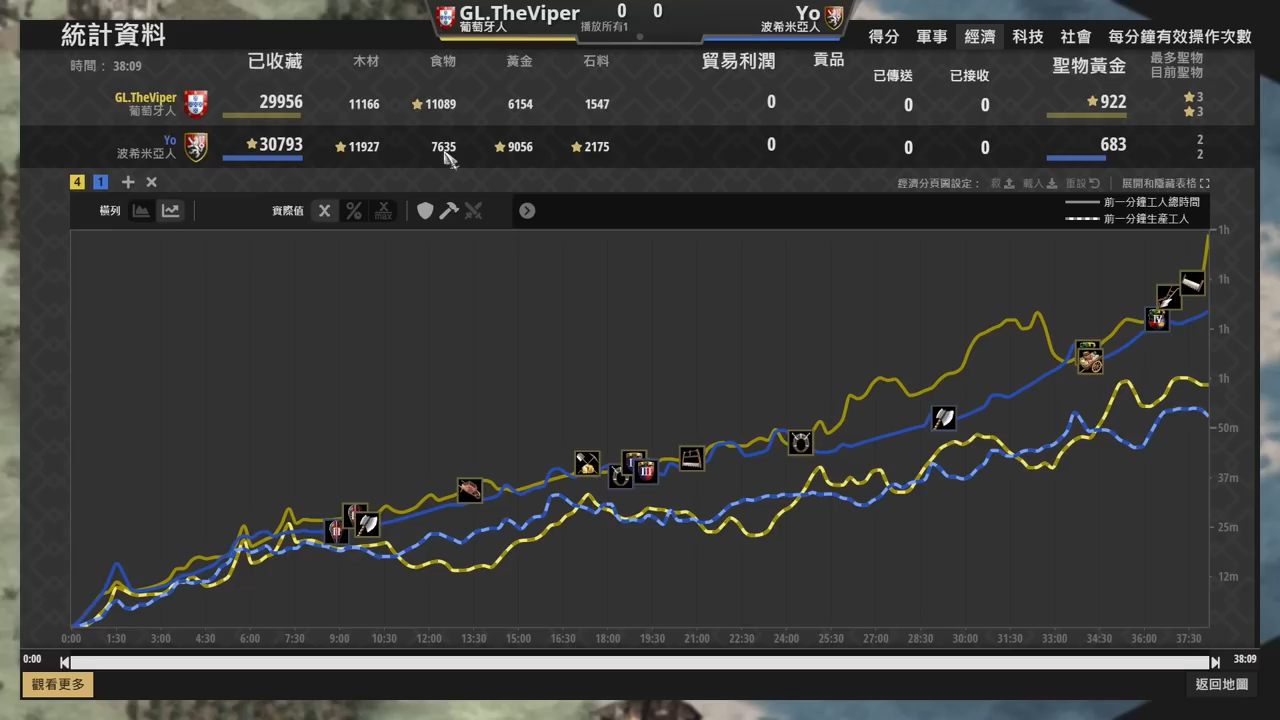 GL.TheViper
葡萄牙人
0 0
播放所有1
Yo
波希米亞人
統計資料
得分 軍事 經濟 科技 社會 每分鐘有效操作次數
時間： 38:09
已收藏 木材 食物 黃金 石料 貿易利潤 貢品 已傳送 已接收 聖物黃金 最多聖物
目前聖物
GL.TheViper
葡萄牙人
29956 11166 11089 6154 1547 0 0 0 922 3
3
Yo
波希米亞人
30793 11927 7635 9056 2175 0 0 0 683 2
2
4 1
經濟分頁圖設定： 載入 重設 展開和隱藏表格
橫列 實際值 X % X max
前一分鐘工人總時間
前一分鐘生產工人
1h
1h
1h
1h
50m
37m
25m
12m
II
III
IV
0:00 1:30 3:00 4:30 6:00 7:30 9:00 10:30 12:00 13:30 15:00 16:30 18:00 19:30 21:00 22:30 24:00 25:30 27:00 28:30 30:00 31:30 33:00 34:30 36:00 37:30
0:00 38:09
觀看更多 返回地圖